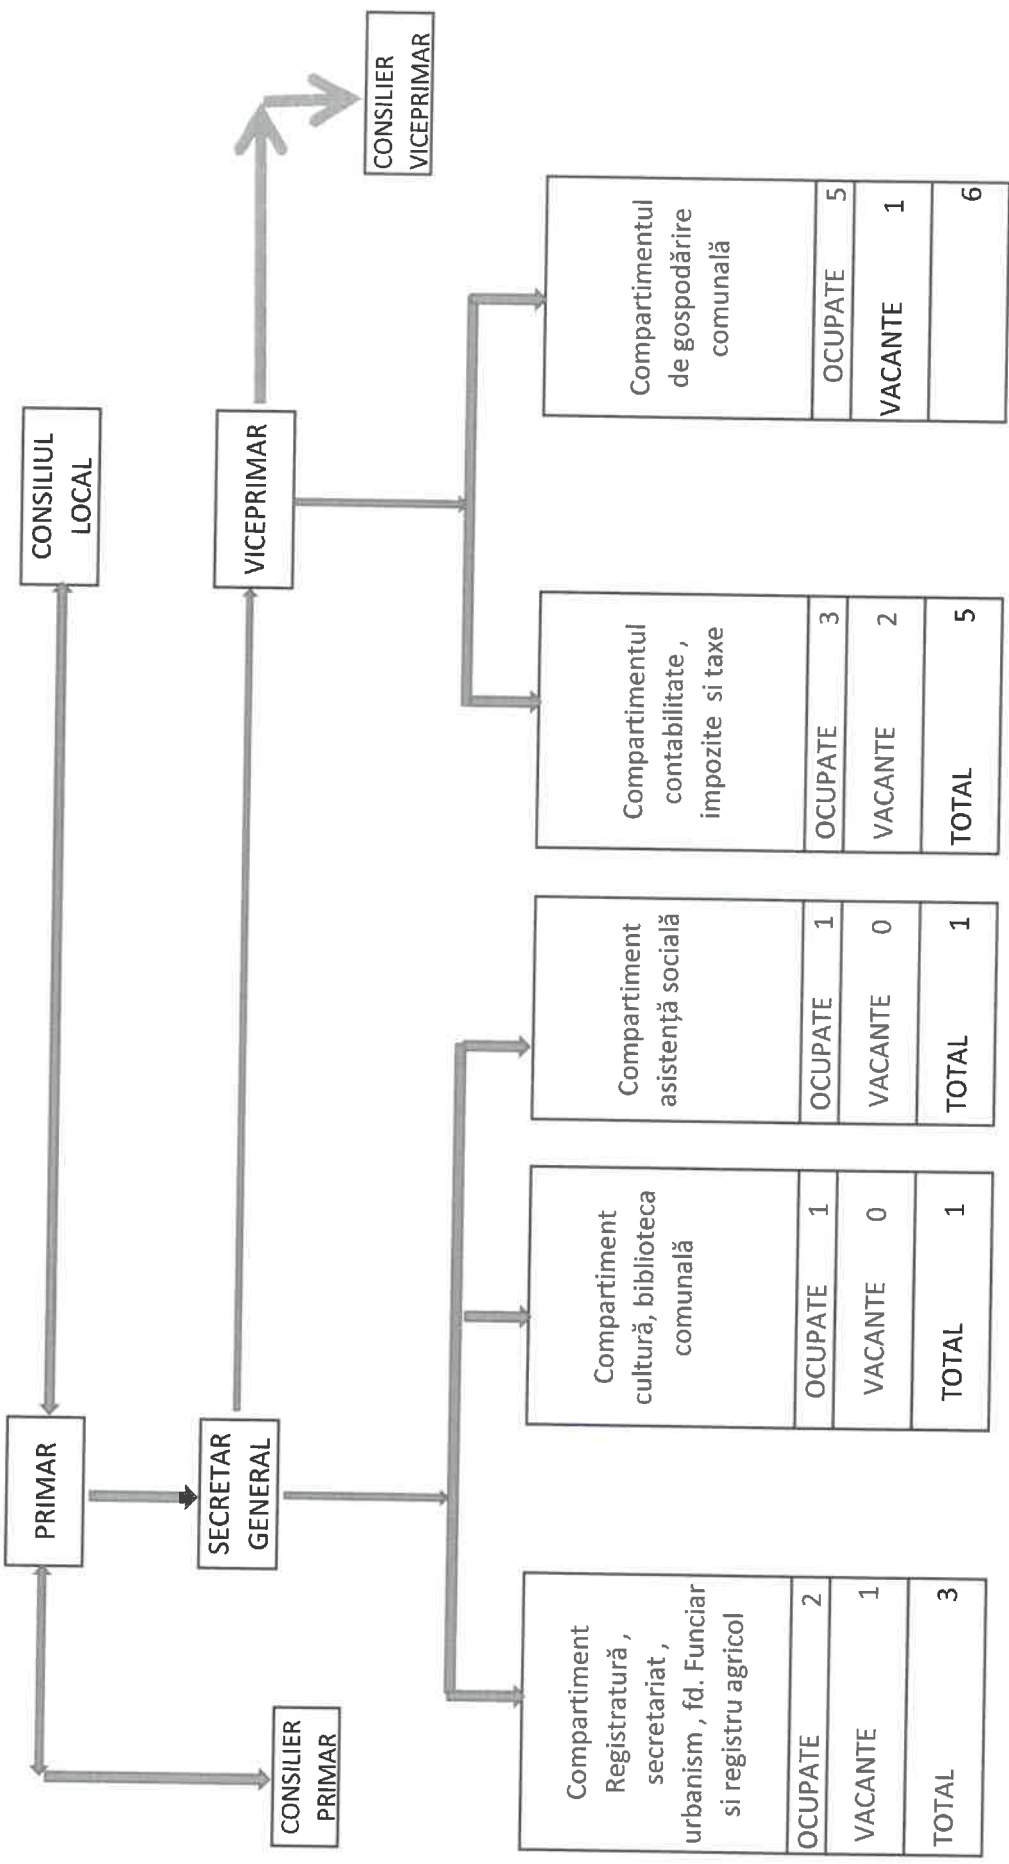 PRIMAR
CONSILIUL
LOCAL
CONSILIER
PRIMAR
SECRETAR
GENERAL
VICEPRIMAR
CONSILIER
VICEPRIMAR
Compartiment
Registratură ,
secretariat ,
urbanism , fd. Funciar
si registru agricol
OCUPATE 2
VACANTE 1
TOTAL 3
Compartiment
cultură, biblioteca
comunală
OCUPATE 1
VACANTE 0
TOTAL 1
Compartiment
asistenţă socială
OCUPATE 1
VACANTE 0
TOTAL 1
Compartimentul
contabilitate ,
impozite si taxe
OCUPATE 3
VACANTE 2
TOTAL 5
Compartimentul
de gospodărire
comunală
OCUPATE 5
VACANTE 1
6